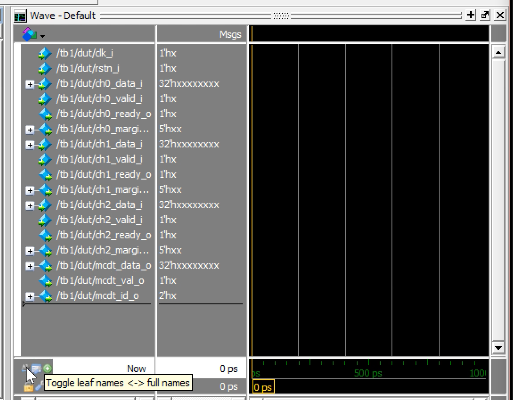 Wave - Default
Msgs
/tb1/dut/clk_i 1'hx
/tb1/dut/rstn_i 1'hx
/tb1/dut/ch0_data_i 32'hxxxxxxxx
/tb1/dut/ch0_valid_i 1'hx
/tb1/dut/ch0_ready_o 1'hx
/tb1/dut/ch0_margi... 5'hxx
/tb1/dut/ch1_data_i 32'hxxxxxxxx
/tb1/dut/ch1_valid_i 1'hx
/tb1/dut/ch1_ready_o 1'hx
/tb1/dut/ch1_margi... 5'hxx
/tb1/dut/ch2_data_i 32'hxxxxxxxx
/tb1/dut/ch2_valid_i 1'hx
/tb1/dut/ch2_ready_o 1'hx
/tb1/dut/ch2_margi... 5'hxx
/tb1/dut/mcdt_data_o 32'hxxxxxxxx
/tb1/dut/mcdt_val_o 1'hx
/tb1/dut/mcdt_id_o 2'hx
Now 0 ps ps 500 ps 1000
Toggle leaf names <-> full names 0 ps 0 ps